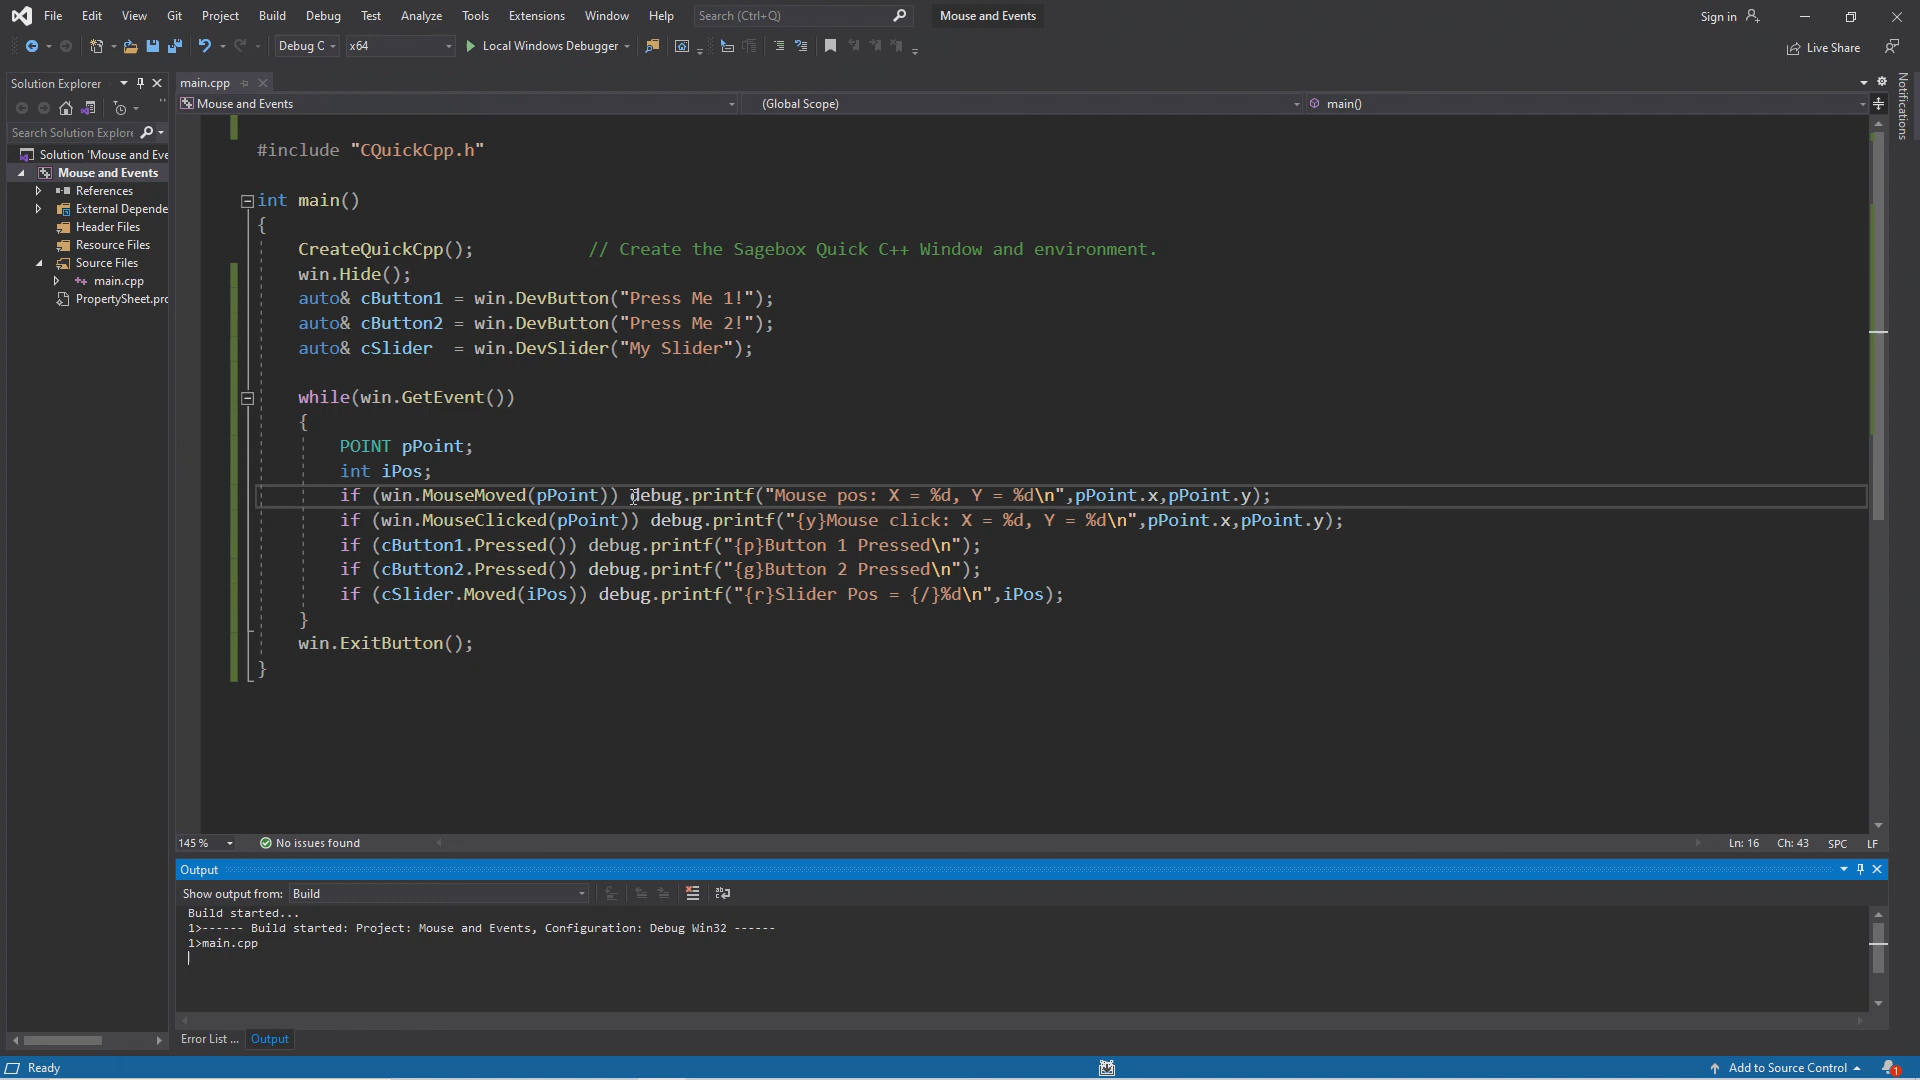 File Edit View Git Project Build Debug Test Analyze Tools Extensions Window Help Search (Ctrl+Q) Mouse and Events Sign in
Debug C x64 Local Windows Debugger Live Share
Solution Explorer
Search Solution Explore
Solution 'Mouse and Eve
Mouse and Events
References
External Depende
Header Files
Resource Files
Source Files
main.cpp
PropertySheet.prc
main.cpp
Mouse and Events (Global Scope) main()
#include "CQuickCpp.h"
int main()
{
CreateQuickCpp(); // Create the Sagebox Quick C++ Window and environment.
win.Hide();
auto& cButton1 = win.DevButton("Press Me 1!");
auto& cButton2 = win.DevButton("Press Me 2!");
auto& cSlider = win.DevSlider("My Slider");
while(win.GetEvent())
{
POINT pPoint;
int iPos;
if (win.MouseMoved(pPoint)) debug.printf("Mouse pos: X = %d, Y = %d\n",pPoint.x,pPoint.y);
if (win.MouseClicked(pPoint)) debug.printf("{y}Mouse click: X = %d, Y = %d\n",pPoint.x,pPoint.y);
if (cButton1.Pressed()) debug.printf("{p}Button 1 Pressed\n");
if (cButton2.Pressed()) debug.printf("{g}Button 2 Pressed\n");
if (cSlider.Moved(iPos)) debug.printf("{r}Slider Pos = {/}%d\n",iPos);
}
win.ExitButton();
}
Notifications
145 % No issues found Ln: 16 Ch: 43 SPC LF
Output
Show output from: Build
Build started...
1>------ Build started: Project: Mouse and Events, Configuration: Debug Win32 ------
1>main.cpp
Error List ... Output
Ready Add to Source Control 1